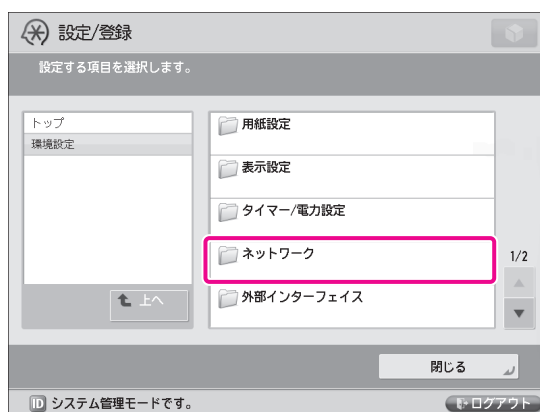 設定/登録
設定する項目を選択します。
トップ
環境設定
上へ
用紙設定
表示設定
タイマー/電力設定
ネットワーク
外部インターフェイス
1/2
閉じる
ID システム管理モードです。
ログアウト